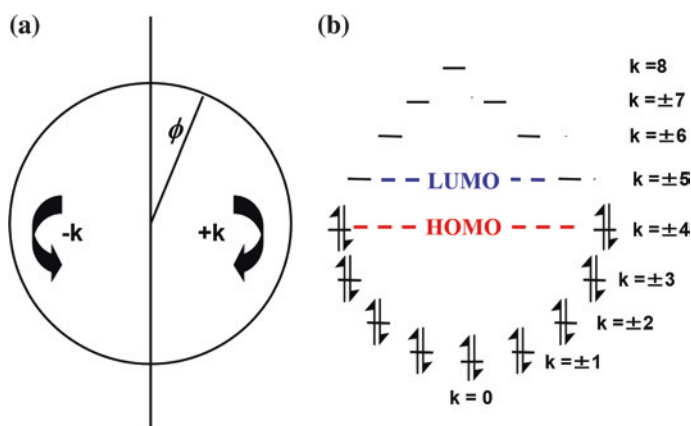 (a)
ϕ
-k
+k
(b)
k =8
k =±7
k =±6
LUMO
k =±5
HOMO
k =±4
k =±3
k =±2
k =±1
k = 0